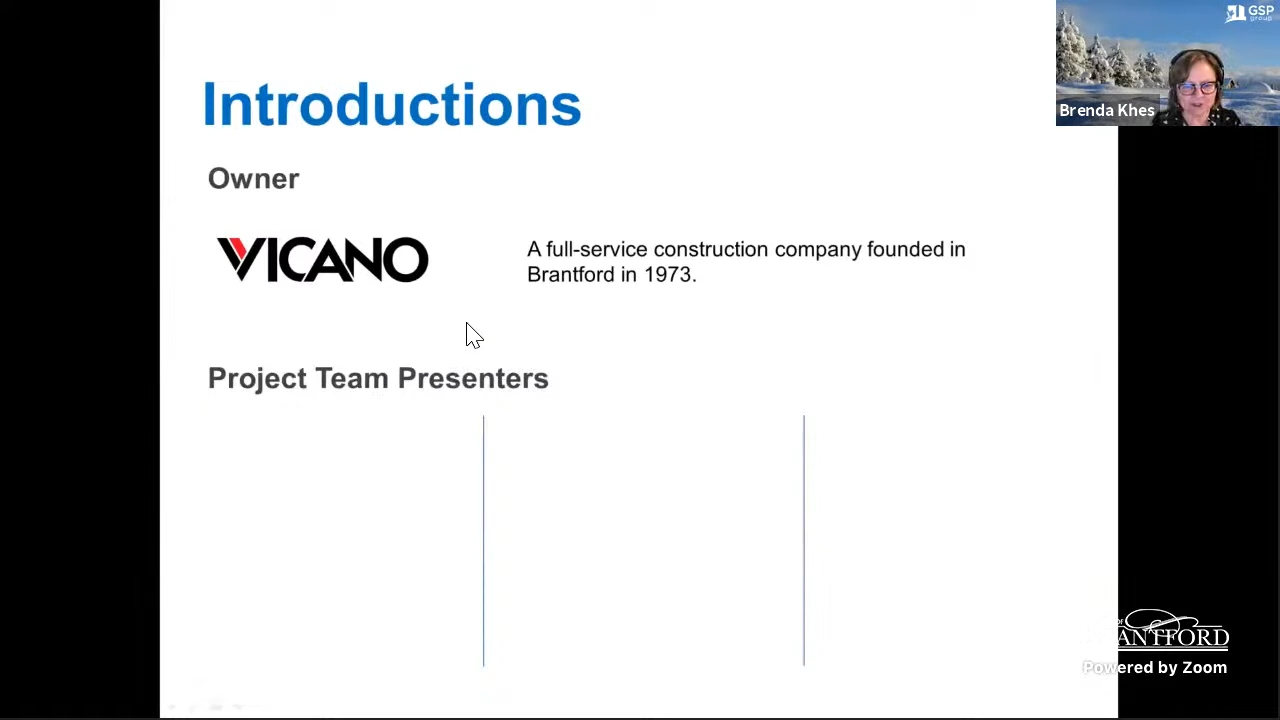 Introductions
Owner
VICANO
A full-service construction company founded in
Brantford in 1973.
Project Team Presenters
GSP
group
Brenda Khes
Powered by Zoom